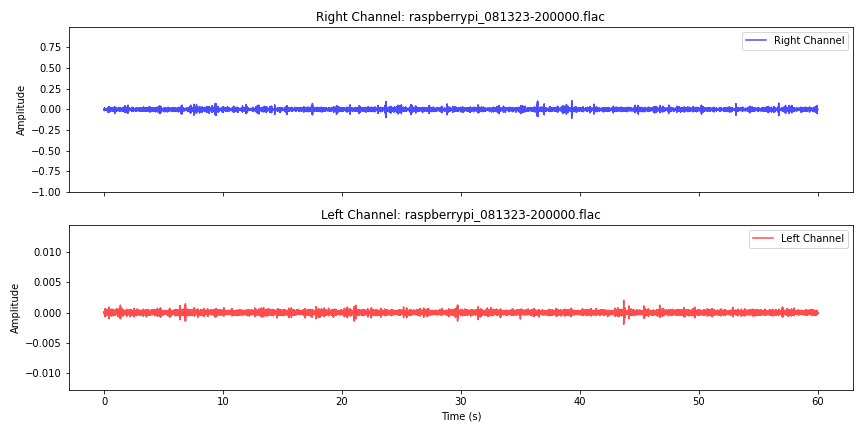 Right Channel: raspberrypi_081323-200000.flac
Right Channel
Amplitude
0.75
0.50
0.25
0.00
−0.25
−0.50
−0.75
−1.00
Left Channel: raspberrypi_081323-200000.flac
Left Channel
Amplitude
0.010
0.005
0.000
−0.005
−0.010
0 10 20 30 40 50 60
Time (s)